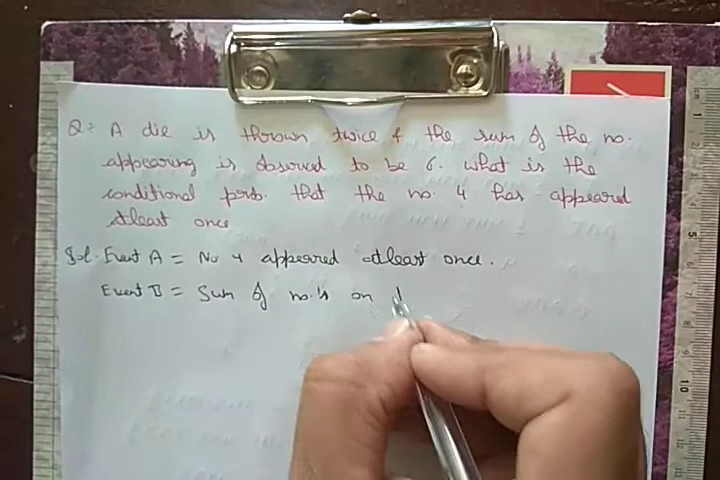 Q: A die is thrown twice & the sum of the no.
appearing is observed to be 6. what is the
conditional prob. that the no. 4 has appeared
atleast once.
Sol. Event A = No 4 appearred atleast once.
Event B = Sum of no.'s on